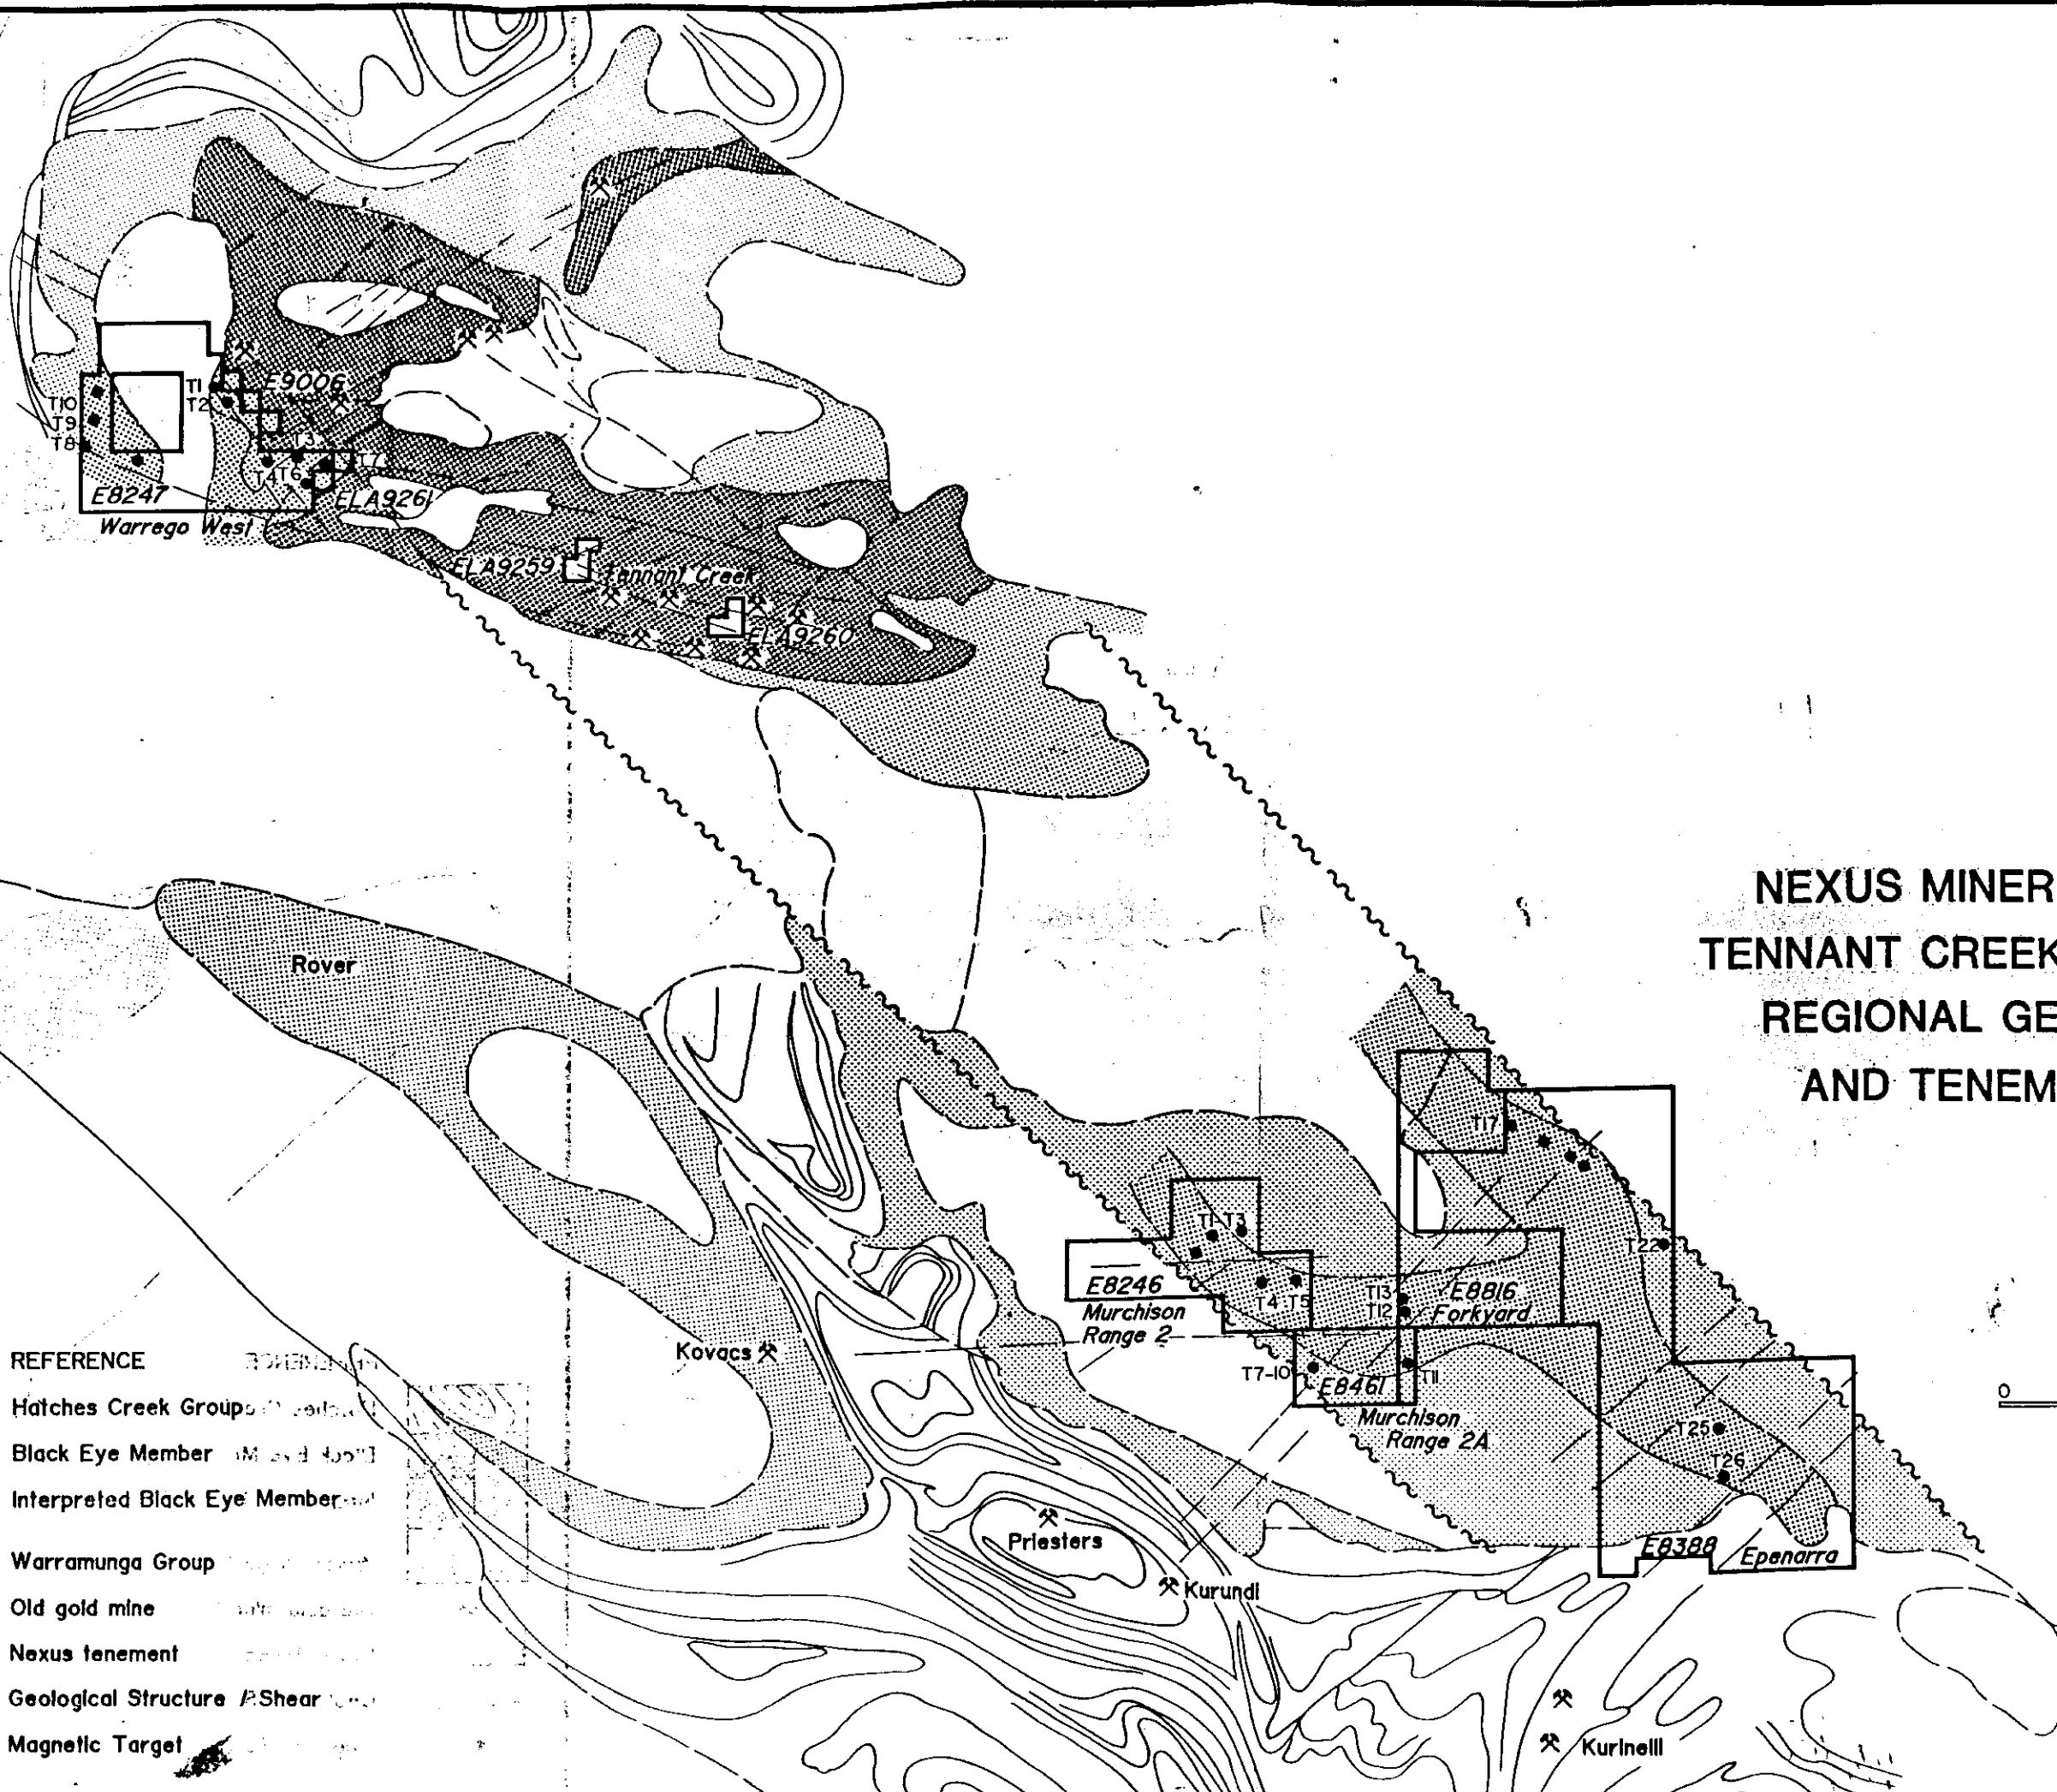 E9006
T1
T2
T10
T9
T8
T3
T4
T6
T7
E8247
ELA9261
Warrego West
ELA9259
Tennant Creek
ELA9260
NEXUS MINER
TENNANT CREEK
REGIONAL GE
AND TENEM
Rover
T17
T1-T3
T22
E8246
T4
T5
T13
T12
E8816
Forkyard
Murchison
Range 2
Kovacs
T7-10
E8461
T11
Murchison
Range 2A
T25
T26
0
REFERENCE
Hatches Creek Group
Black Eye Member
Interpreted Black Eye Member
Warramunga Group
Old gold mine
Nexus tenement
Geological Structure / Shear
Magnetic Target
Priesters
Kurundi
E8388
Epenarra
Kurinelli